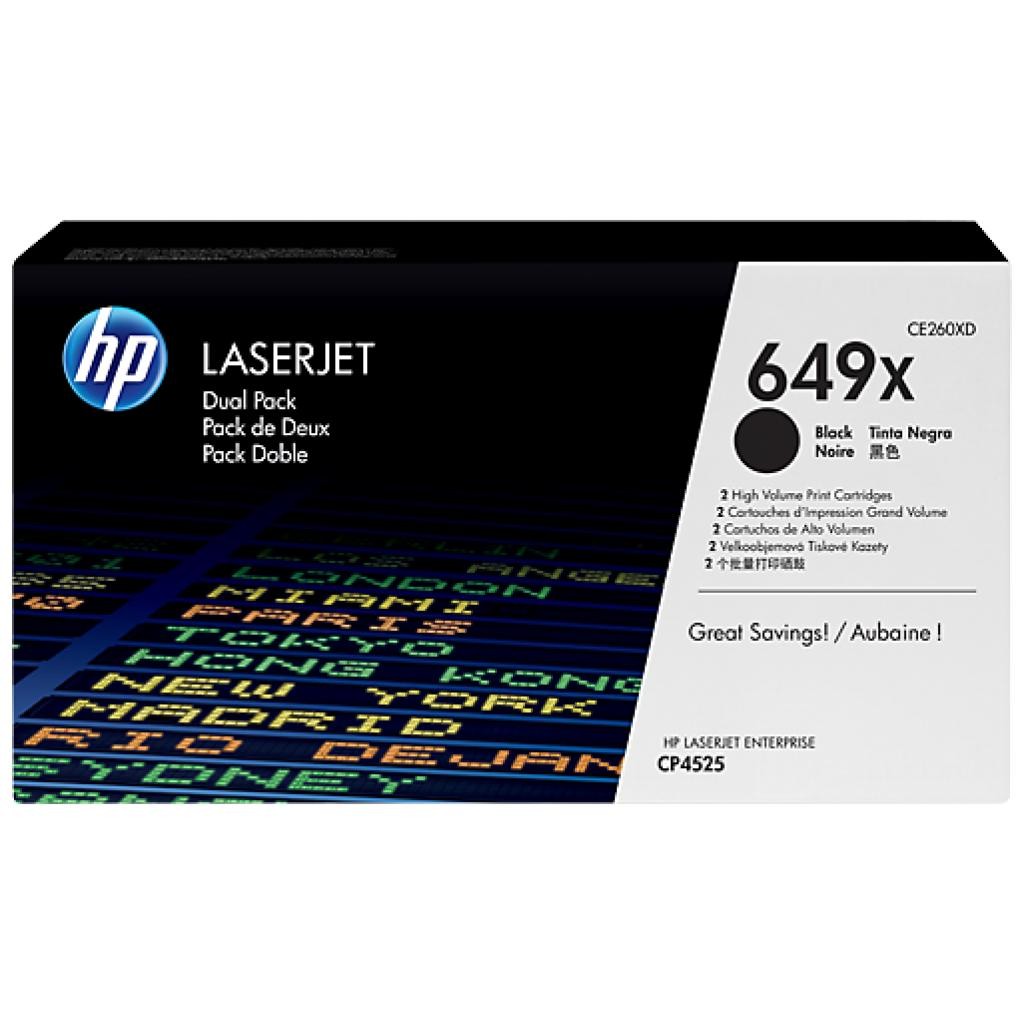 hp
LASERJET
Dual Pack
Pack de Deux
Pack Doble
CE260XD
649X
Black Tinta Negra
Noire 黑色
2 High Volume Print Cartridges
2 Cartouches d'Impression Grand Volume
2 Cartuchos de Alto Volumen
2 Velkoobjemová Tiskové Kazety
2 个批量打印硒鼓
Great Savings! / Aubaine !
HP LASERJET ENTERPRISE
CP4525
LOS ANGE
LONDON
MIAMI
PARIS
TOKYO
HONG KONG
NEW YORK
MADRID
RIO DEJAN
SYDNEY